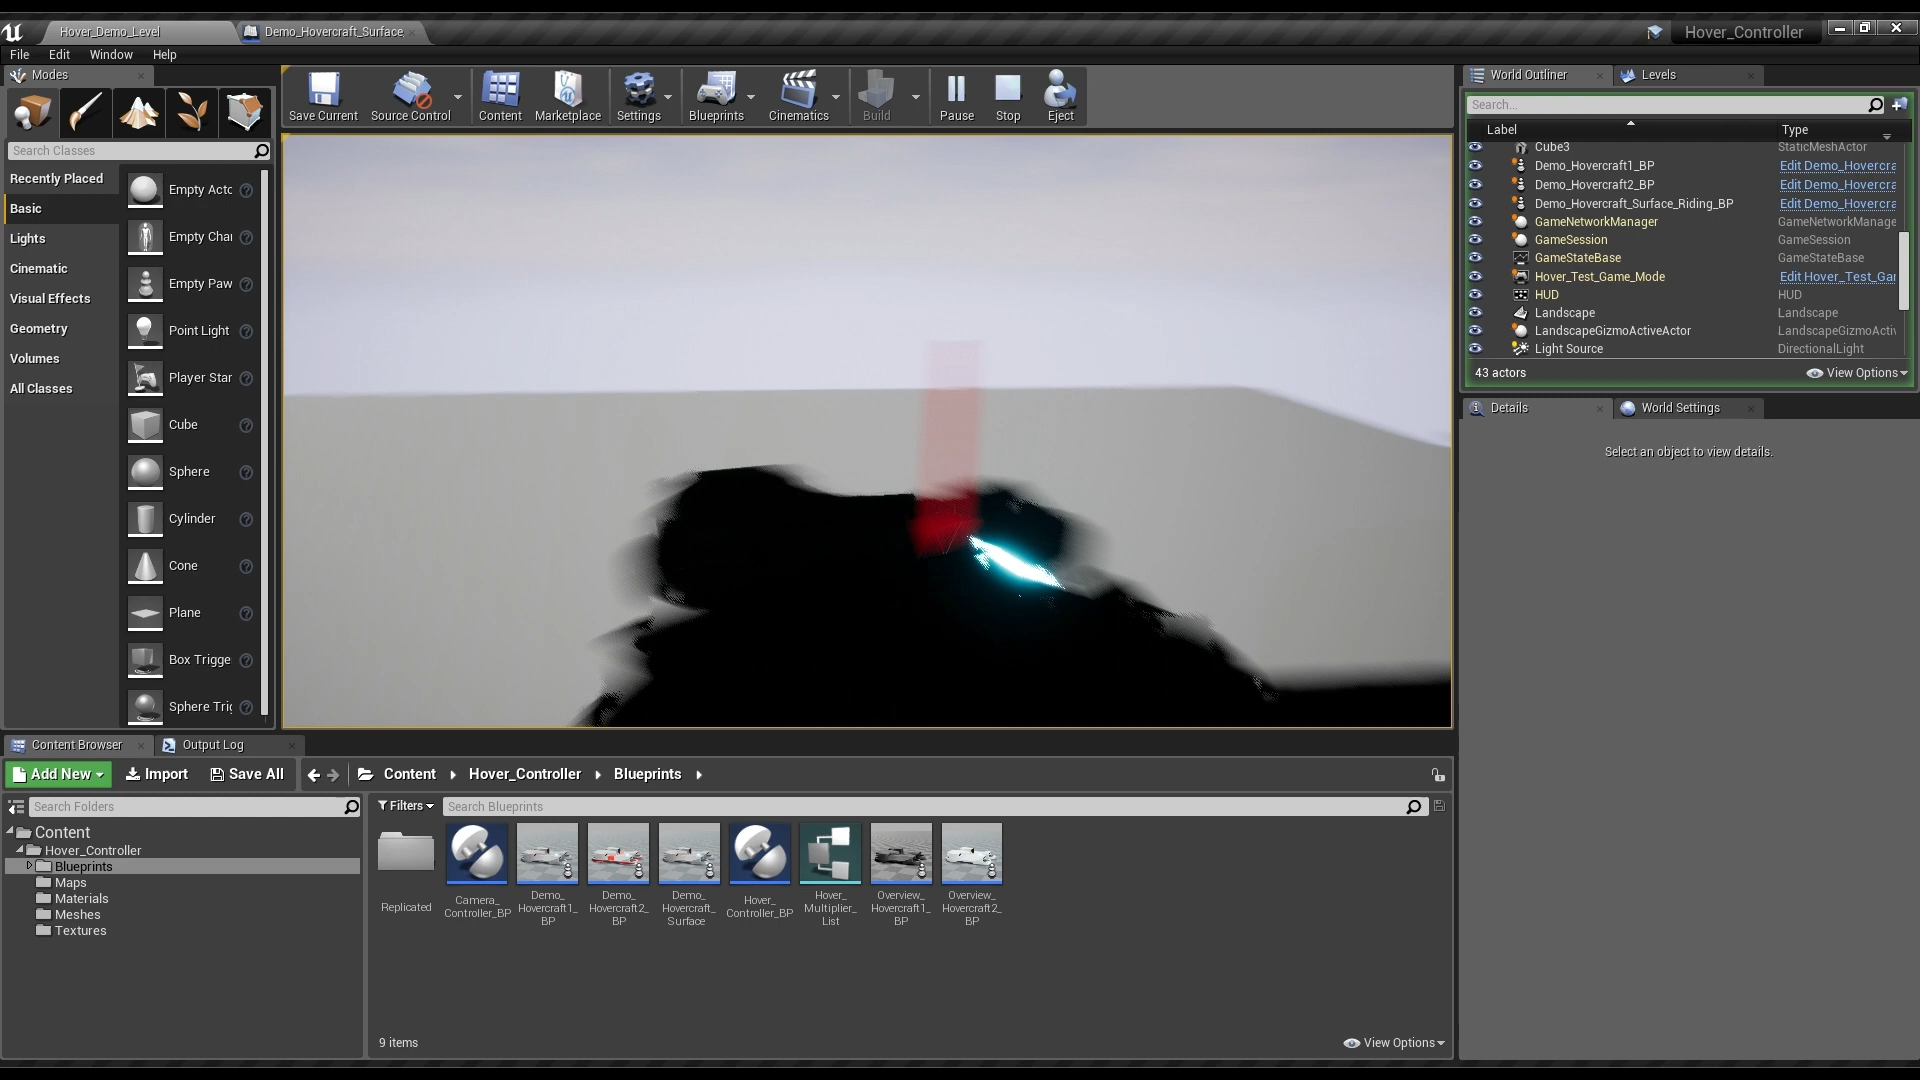 Hover_Demo_Level
Demo_Hovercraft_Surface
Hover_Controller
File Edit Window Help
Modes
Search Classes
Recently Placed
Basic
Lights
Cinematic
Visual Effects
Geometry
Volumes
All Classes
Empty Acto
Empty Char
Empty Paw
Point Light
Player Star
Cube
Sphere
Cylinder
Cone
Plane
Box Trigge
Sphere Trig
Save Current
Source Control
Content
Marketplace
Settings
Blueprints
Cinematics
Build
Pause
Stop
Eject
World Outliner
Levels
Search...
Label Type
Cube3 StaticMeshActor
Demo_Hovercraft1_BP Edit Demo_Hovercra
Demo_Hovercraft2_BP Edit Demo_Hovercra
Demo_Hovercraft_Surface_Riding_BP Edit Demo_Hovercra
GameNetworkManager GameNetworkManage
GameSession GameSession
GameStateBase GameStateBase
Hover_Test_Game_Mode Edit Hover_Test_Gar
HUD HUD
Landscape Landscape
LandscapeGizmoActiveActor LandscapeGizmoActiv
Light Source DirectionalLight
43 actors
View Options
Details
World Settings
Select an object to view details.
Content Browser
Output Log
Add New
Import
Save All
Content
Hover_Controller
Blueprints
Search Folders
Content
Hover_Controller
Blueprints
Maps
Materials
Meshes
Textures
Filters
Search Blueprints
Replicated
Camera_
Controller_BP
Demo_
Hovercraft1_
BP
Demo_
Hovercraft2_
BP
Demo_
Hovercraft_
Surface
Hover_
Controller_BP
Hover_
Multiplier_
List
Overview_
Hovercraft1_
BP
Overview_
Hovercraft2_
BP
9 items
View Options